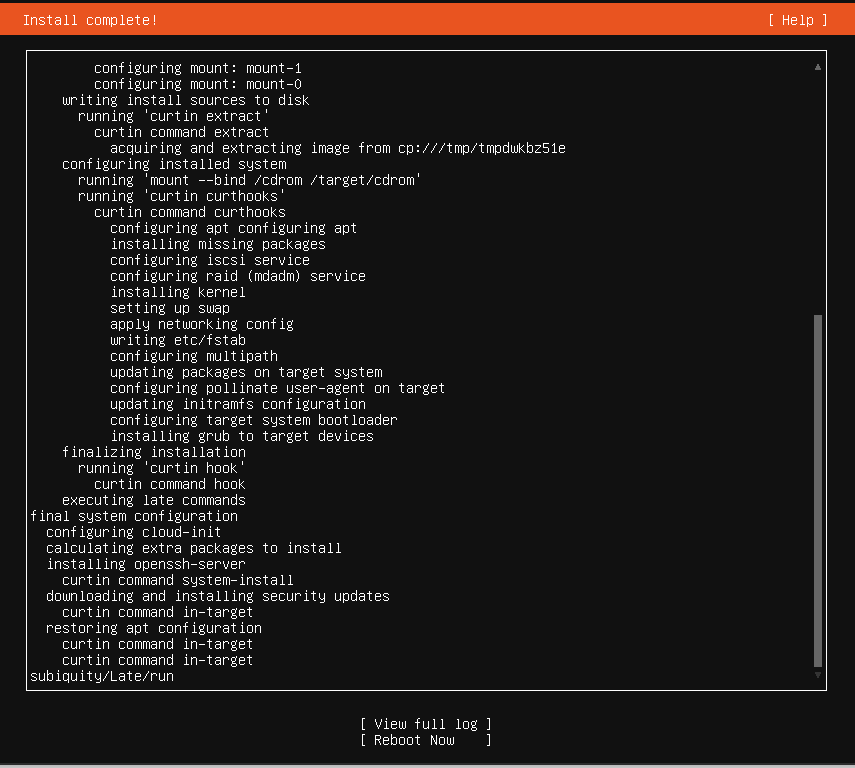 Install complete!
[ Help ]
configuring mount: mount-1
configuring mount: mount-0
writing install sources to disk
running 'curtin extract'
curtin command extract
acquiring and extracting image from cp:///tmp/tmpdwkbz51e
configuring installed system
running 'mount --bind /cdrom /target/cdrom'
running 'curtin curthooks'
curtin command curthooks
configuring apt configuring apt
installing missing packages
configuring iscsi service
configuring raid (mdadm) service
installing kernel
setting up swap
apply networking config
writing etc/fstab
configuring multipath
updating packages on target system
configuring pollinate user-agent on target
updating initramfs configuration
configuring target system bootloader
installing grub to target devices
finalizing installation
running 'curtin hook'
curtin command hook
executing late commands
final system configuration
configuring cloud-init
calculating extra packages to install
installing openssh-server
curtin command system-install
downloading and installing security updates
curtin command in-target
restoring apt configuration
curtin command in-target
curtin command in-target
subiquity/Late/run
[ View full log ]
[ Reboot Now ]